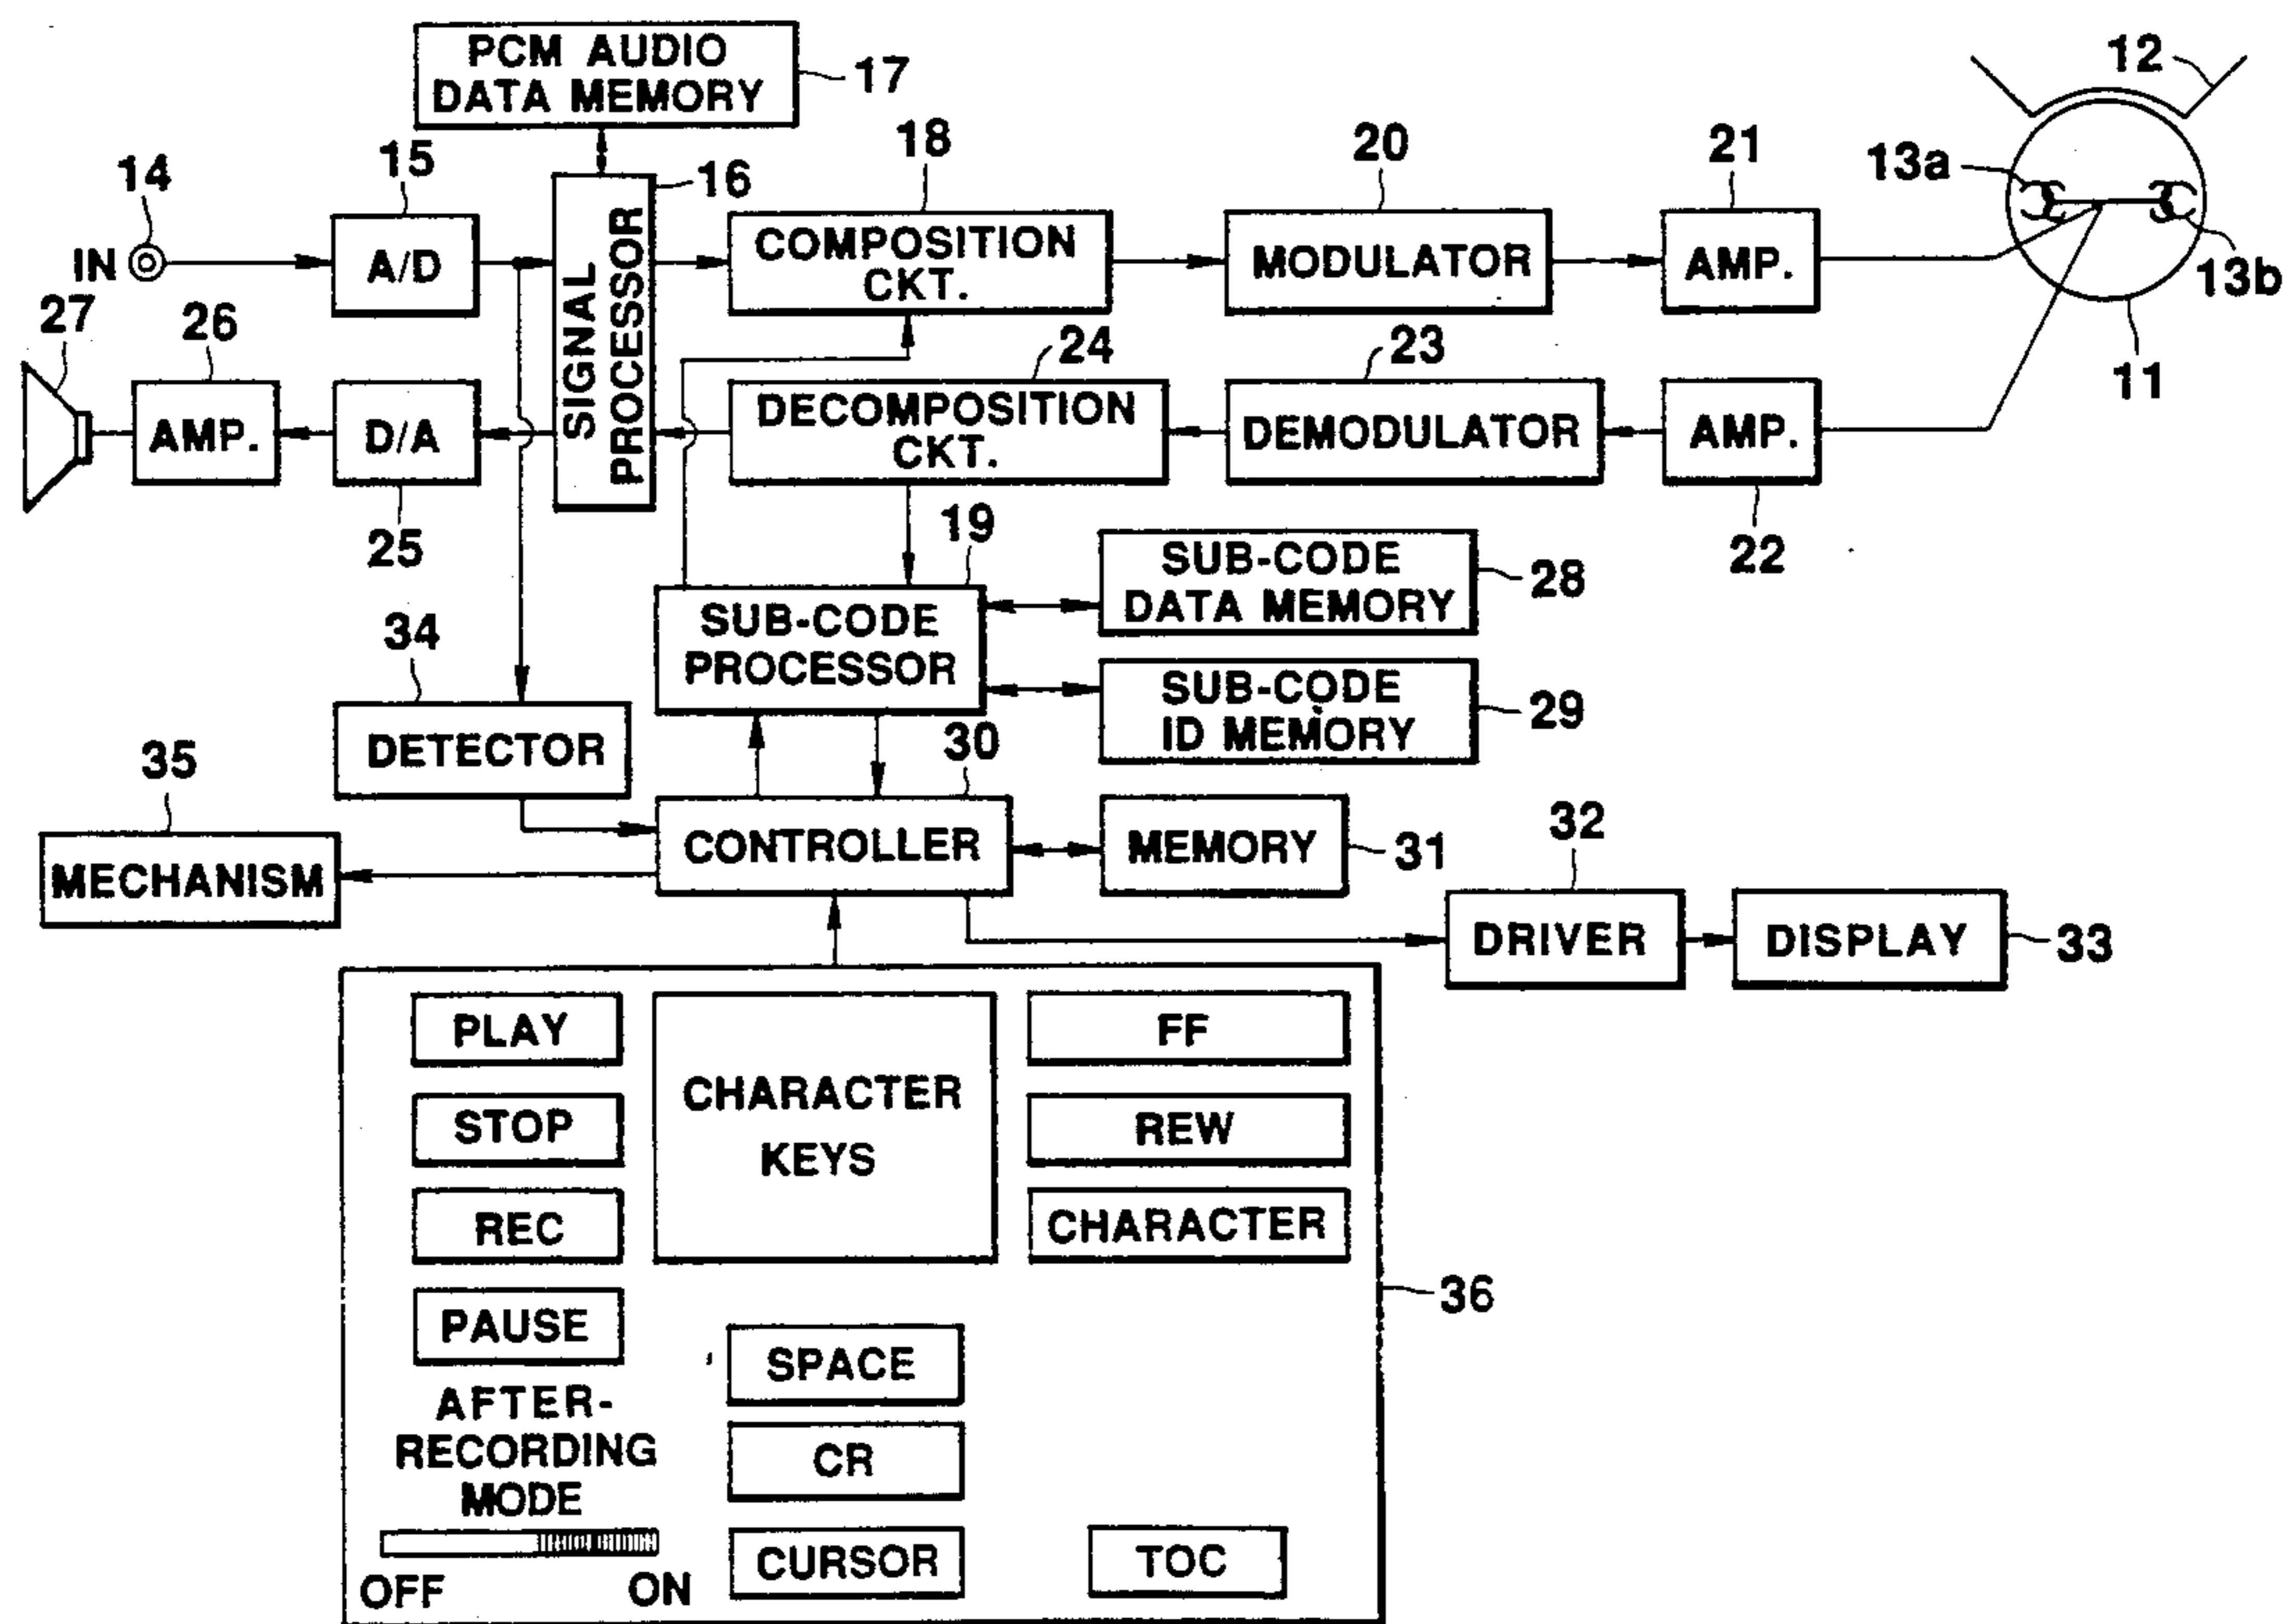 PCM AUDIO
DATA MEMORY
17
12
14
15
16
18
20
21
13a
IN
A/D
SIGNAL
PROCESSOR
COMPOSITION
CKT.
MODULATOR
AMP.
13b
27
26
24
23
11
AMP.
D/A
DECOMPOSITION
CKT.
DEMODULATOR
AMP.
25
19
22
SUB-CODE
DATA MEMORY
28
34
SUB-CODE
PROCESSOR
SUB-CODE
ID MEMORY
29
DETECTOR
35
30
32
MECHANISM
CONTROLLER
MEMORY
31
DRIVER
DISPLAY
33
PLAY
CHARACTER
KEYS
FF
STOP
REW
REC
CHARACTER
36
PAUSE
SPACE
AFTER-
RECORDING
MODE
CR
OFF
ON
CURSOR
TOC